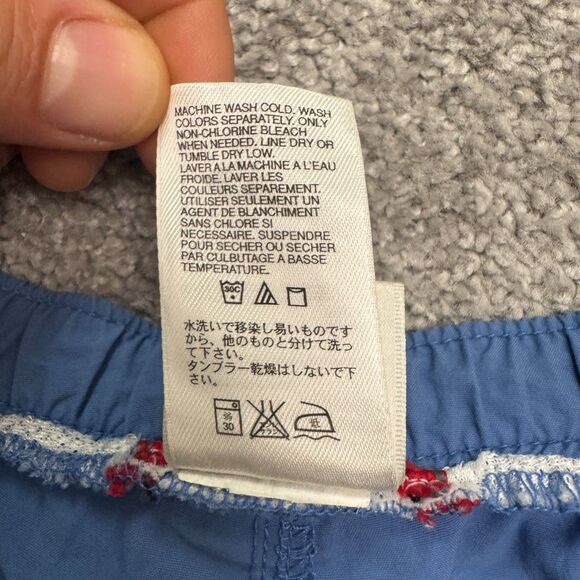 MACHINE WASH COLD. WASH
COLORS SEPARATELY. ONLY
NON-CHLORINE BLEACH
WHEN NEEDED. LINE DRY OR
TUMBLE DRY LOW.
LAVER A LA MACHINE A L'EAU
FROIDE. LAVER LES
COULEURS SEPAREMENT.
UTILISER SEULEMENT UN
AGENT DE BLANCHIMENT
SANS CHLORE SI
NECESSAIRE. SUSPENDRE
POUR SECHER OU SECHER
PAR CULBUTAGE A BASSE
TEMPERATURE.
30C
水洗いで移染し易いものです
から、他のものと分けて洗っ
て下さい。
タンブラー乾燥はしないで下
さい。
30 低